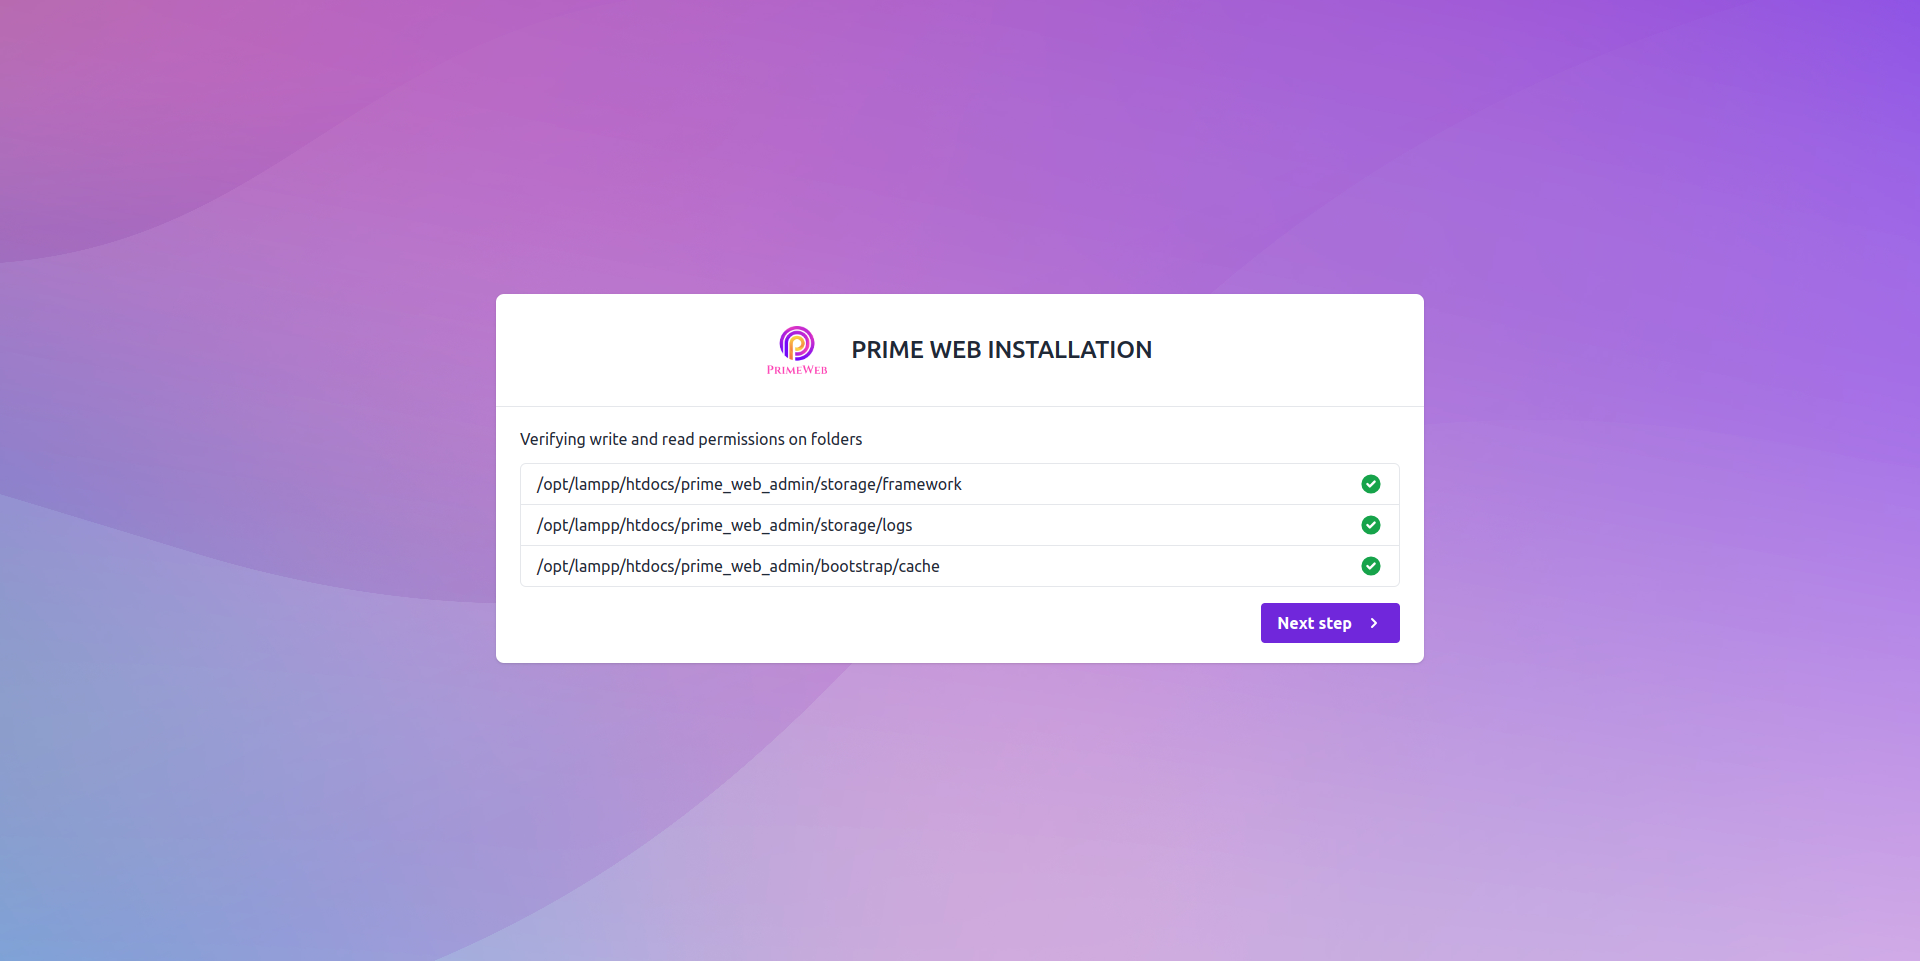 PRIMEWEB
PRIME WEB INSTALLATION
Verifying write and read permissions on folders
/opt/lampp/htdocs/prime_web_admin/storage/framework
/opt/lampp/htdocs/prime_web_admin/storage/logs
/opt/lampp/htdocs/prime_web_admin/bootstrap/cache
Next step